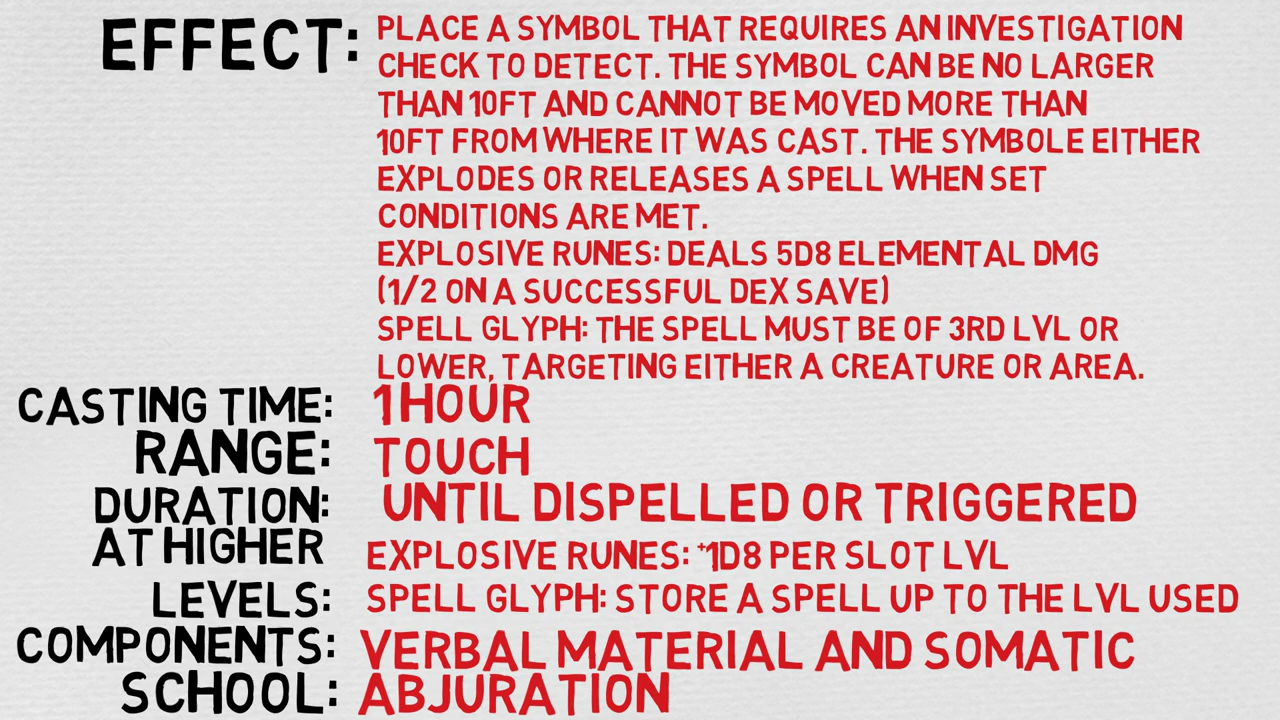 EFFECT: PLACE A SYMBOL THAT REQUIRES AN INVESTIGATION
CHECK TO DETECT. THE SYMBOL CAN BE NO LARGER
THAN 10FT AND CANNOT BE MOVED MORE THAN
10FT FROM WHERE IT WAS CAST. THE SYMBOLE EITHER
EXPLODES OR RELEASES A SPELL WHEN SET
CONDITIONS ARE MET.
EXPLOSIVE RUNES: DEALS 5D8 ELEMENTAL DMG
(1/2 ON A SUCCESSFUL DEX SAVE)
SPELL GLYPH: THE SPELL MUST BE OF 3RD LVL OR
LOWER, TARGETING EITHER A CREATURE OR AREA.
CASTING TIME: 1 HOUR
RANGE: TOUCH
DURATION: UNTIL DISPELLED OR TRIGGERED
AT HIGHER EXPLOSIVE RUNES: +1D8 PER SLOT LVL
LEVELS: SPELL GLYPH: STORE A SPELL UP TO THE LVL USED
COMPONENTS: VERBAL MATERIAL AND SOMATIC
SCHOOL: ABJURATION